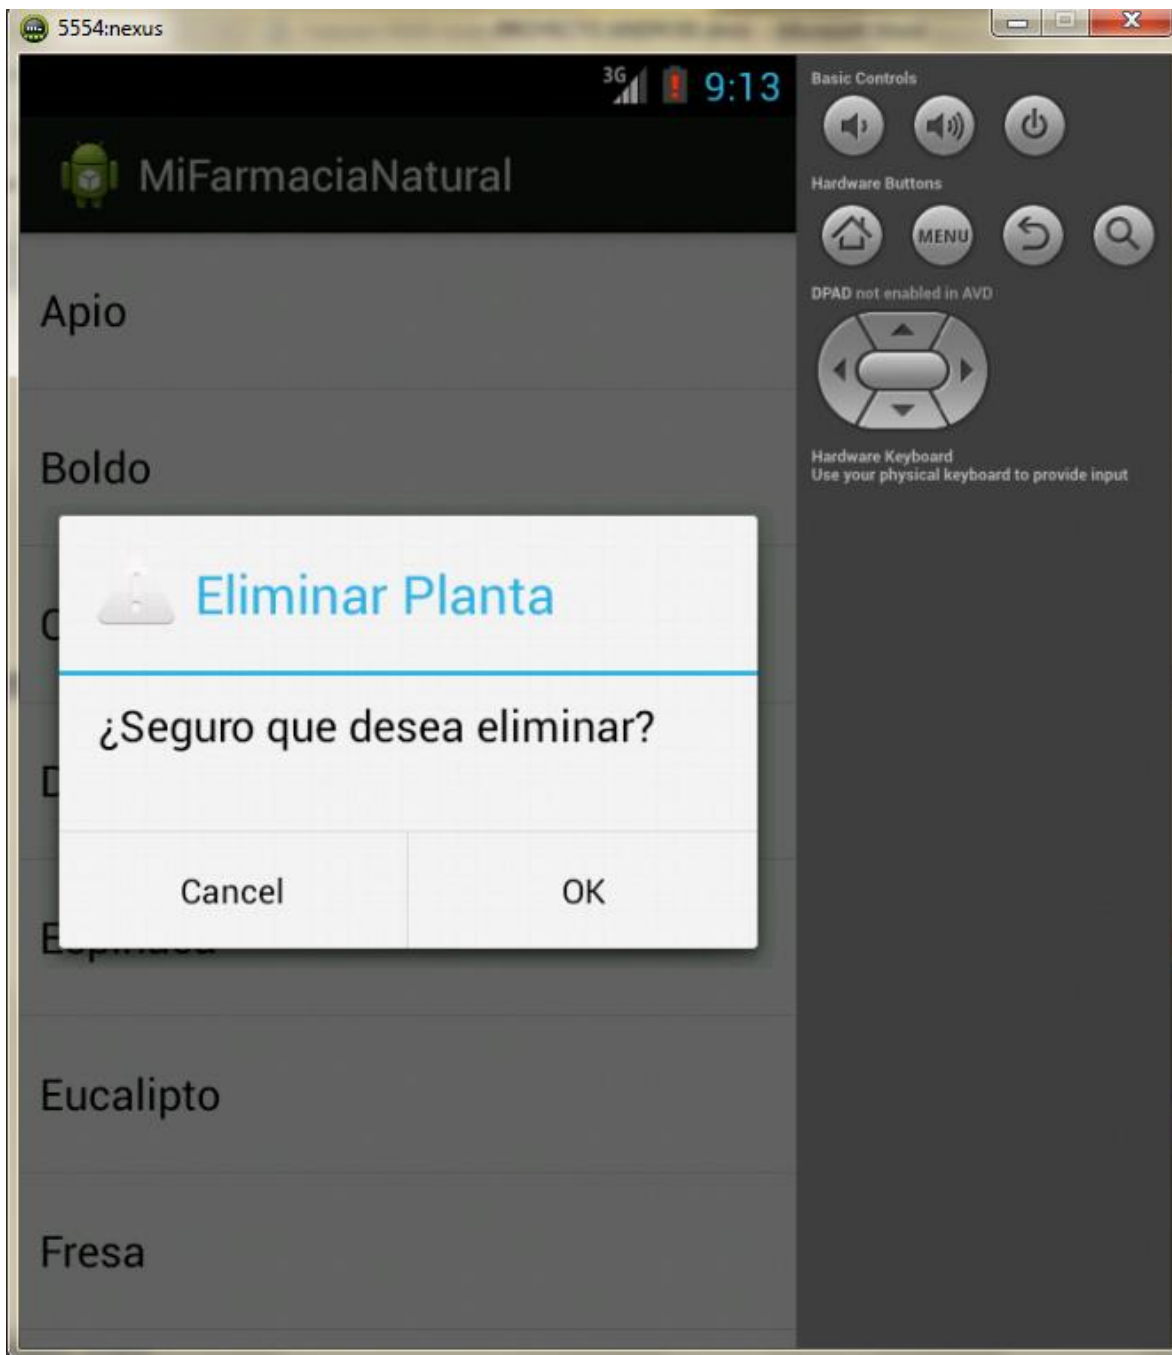 5554:nexus
3G 9:13
MiFarmaciaNatural
Apio
Boldo
Eliminar Planta
¿Seguro que desea eliminar?
Cancel
OK
Eucalipto
Fresa
Basic Controls
Hardware Buttons
MENU
DPAD not enabled in AVD
Hardware Keyboard
Use your physical keyboard to provide input